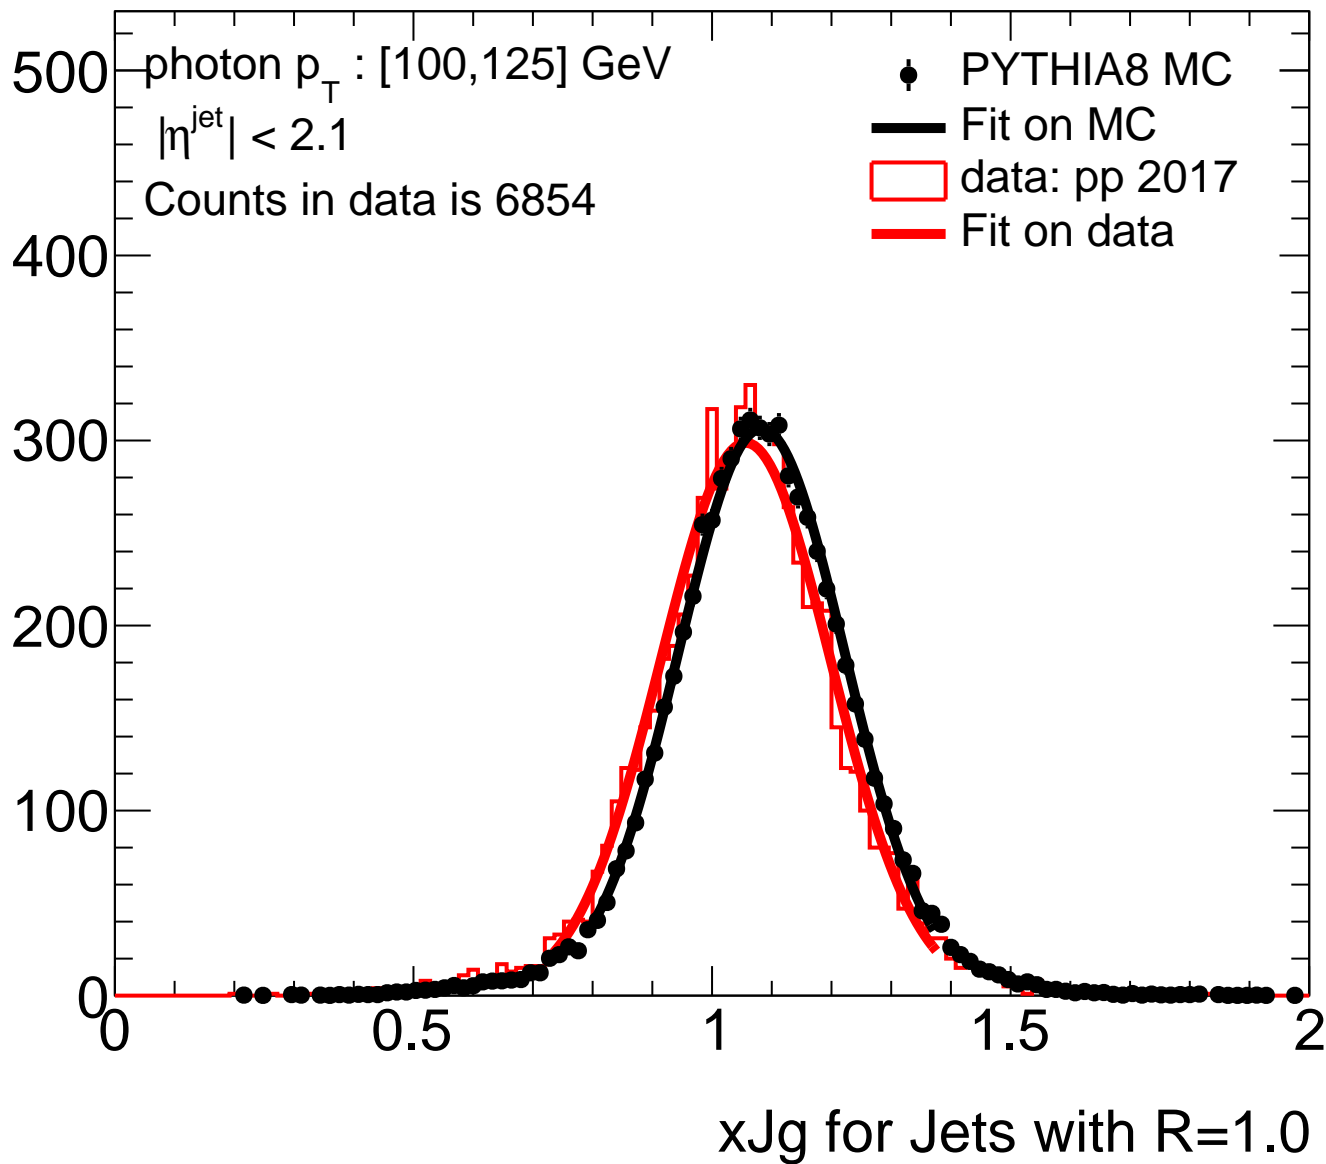 photon p_T : [100,125] GeV
|η^jet| < 2.1
Counts in data is 6854
PYTHIA8 MC
Fit on MC
data: pp 2017
Fit on data
500
400
300
200
100
0
0 0.5 1 1.5 2
xJg for Jets with R=1.0